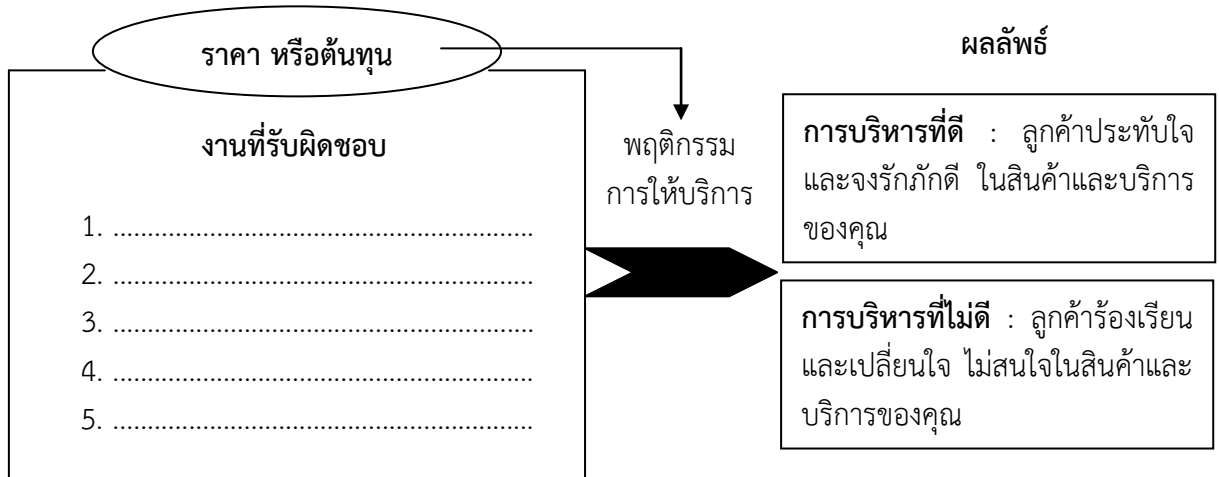 ราคา หรือต้นทุน
งานที่รับผิดชอบ
1. ............................................................
2. ............................................................
3. ............................................................
4. ............................................................
5. ............................................................
พฤติกรรม
การให้บริการ
ผลลัพธ์
การบริหารที่ดี : ลูกค้าประทับใจ
และจงรักภักดี ในสินค้าและบริการ
ของคุณ
การบริหารที่ไม่ดี : ลูกค้าร้องเรียน
และเปลี่ยนใจ ไม่สนใจในสินค้าและ
บริการของคุณ